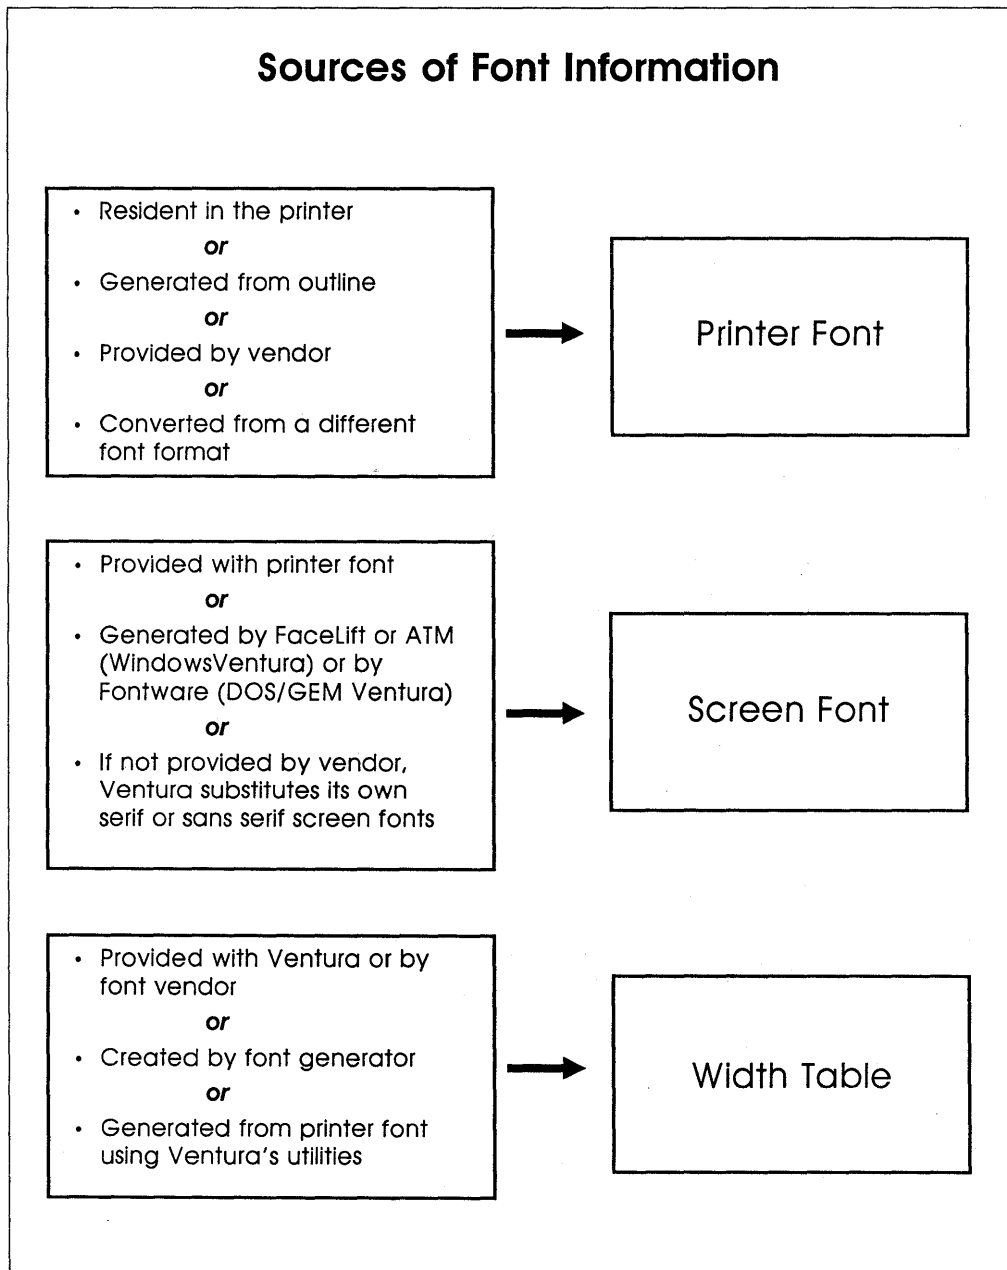 Sources of Font Information
• Resident in the printer
or
• Generated from outline
or
• Provided by vendor
or
• Converted from a different
font format
Printer Font
• Provided with printer font
or
• Generated by FaceLift or ATM
(WindowsVentura) or by
Fontware (DOS/GEM Ventura)
or
• If not provided by vendor,
Ventura substitutes its own
serif or sans serif screen fonts
Screen Font
• Provided with Ventura or by
font vendor
or
• Created by font generator
or
• Generated from printer font
using Ventura's utilities
Width Table